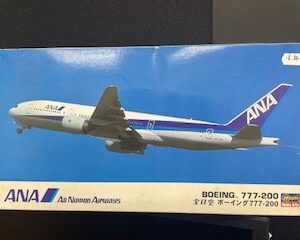 ANA
ANA All Nippon Airways
BOEING 777-200
全日空 ボーイング777-200
Hasegawa